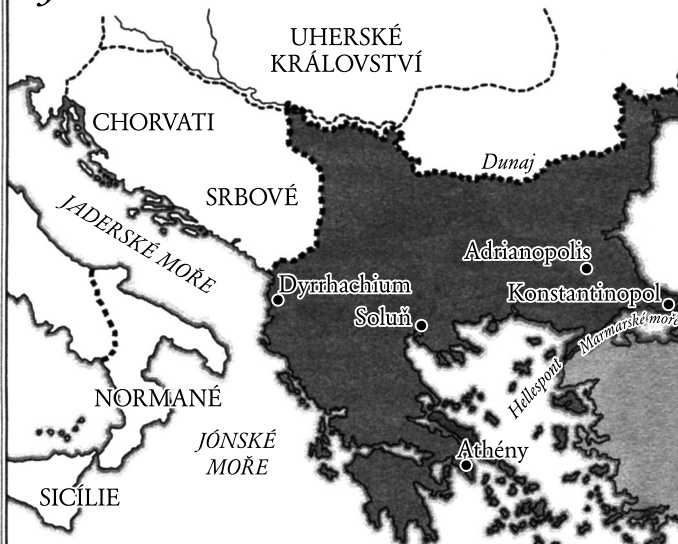 UHERSKÉ
KRÁLOVSTVÍ
CHORVATI
Dunaj
SRBOVÉ
JADERSKÉ MOŘE
Adrianopolis
Dyrrhachium
Konstantinopol
Soluň
Marmarské moře
Hellespont
NORMANÉ
JÓNSKÉ
MOŘE
Athény
SICÍLIE